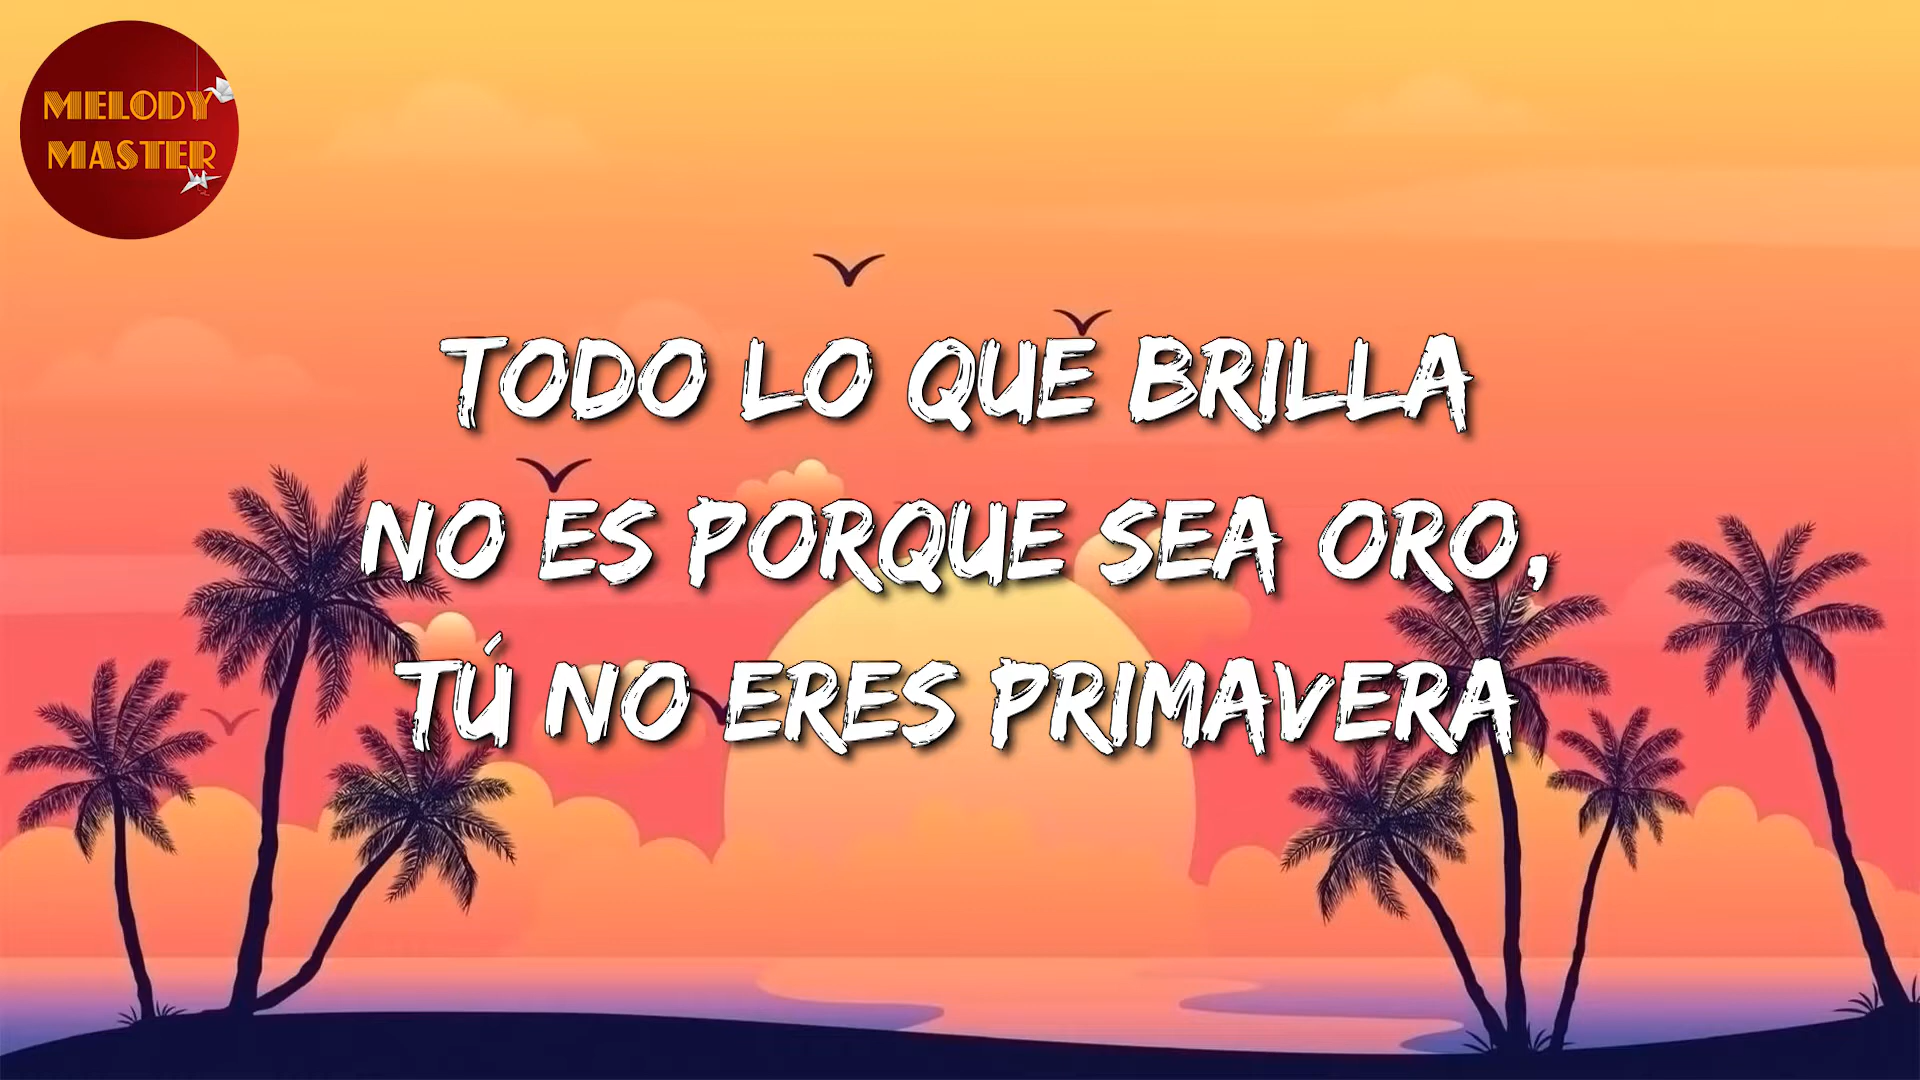 MELODY
MASTER
TODO LO QUE BRILLA
NO ES PORQUE SEA ORO,
TÚ NO ERES PRIMAVERA